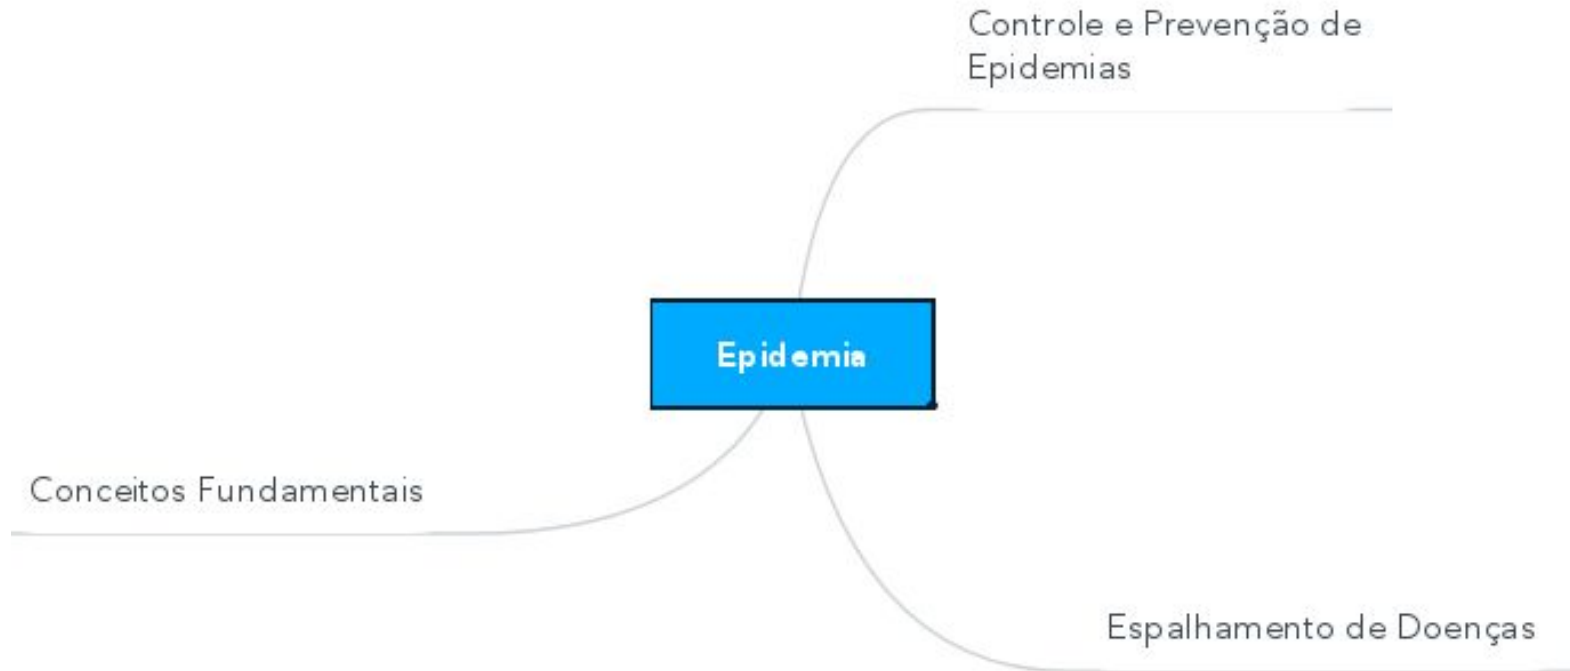 Controle e Prevenção de
Epidemias
Epidemia
Conceitos Fundamentais
Espalhamento de Doenças